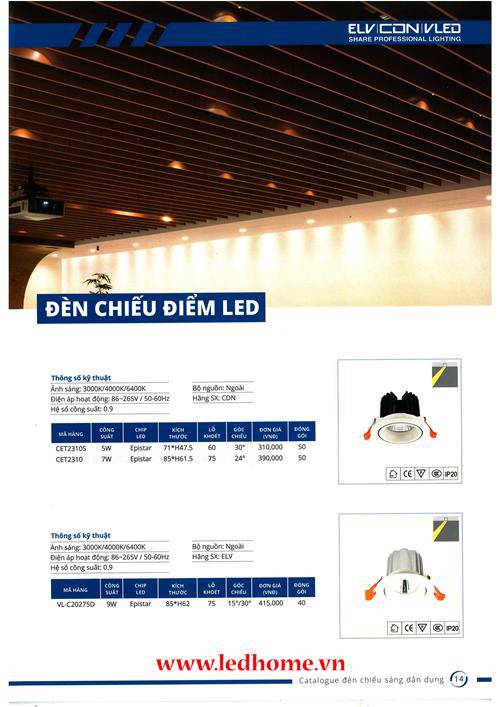 ELV|CDN|VLED
SHARE PROFESSIONAL LIGHTING
ĐÈN CHIẾU ĐIỂM LED
Thông số kỹ thuật
Ánh sáng: 3000K/4000K/6400K Bộ nguồn: Ngoài
Điện áp hoạt động: 86~265V / 50-60Hz Hãng SX: CDN
Hệ số công suất: 0.9
MÃ HÀNG CÔNG SUẤT CHIP LED KÍCH THƯỚC LỖ KHOÉT GÓC CHIẾU ĐƠN GIÁ (VNĐ) ĐÓNG GÓI
CET2310S 5W Epistar 71*H47.5 60 30° 310,000 50
CET2310 7W Epistar 85*H61.5 75 24° 390,000 50
IP20
Thông số kỹ thuật
Ánh sáng: 3000K/4000K/6400K Bộ nguồn: Ngoài
Điện áp hoạt động: 86~265V / 50-60Hz Hãng SX: ELV
Hệ số công suất: 0.9
MÃ HÀNG CÔNG SUẤT CHIP LED KÍCH THƯỚC LỖ KHOÉT GÓC CHIẾU ĐƠN GIÁ (VNĐ) ĐÓNG GÓI
VL-C2027SD 9W Epistar 85*H62 75 15°/30° 415,000 40
IP20
www.ledhome.vn
Catalogue đèn chiếu sáng dân dụng 14